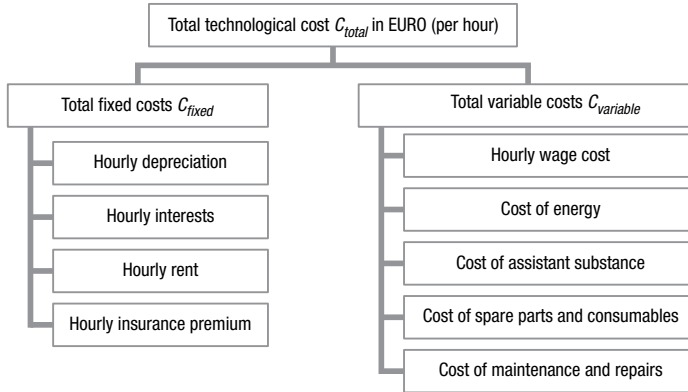 Total technological cost C_total in EURO (per hour)
Total fixed costs C_fixed
Hourly depreciation
Hourly interests
Hourly rent
Hourly insurance premium
Total variable costs C_variable
Hourly wage cost
Cost of energy
Cost of assistant substance
Cost of spare parts and consumables
Cost of maintenance and repairs